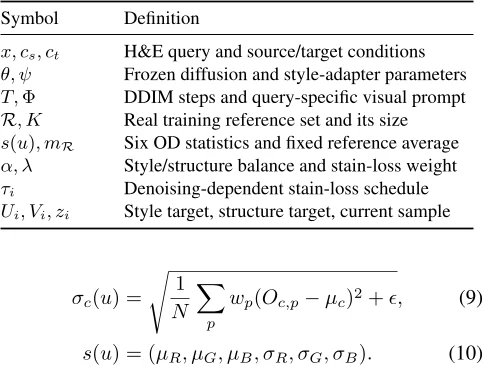 Symbol Definition
x, c_s, c_t H&E query and source/target conditions
θ, ψ Frozen diffusion and style-adapter parameters
T, Φ DDIM steps and query-specific visual prompt
ℛ, K Real training reference set and its size
s(u), m_ℛ Six OD statistics and fixed reference average
α, λ Style/structure balance and stain-loss weight
τ_i Denoising-dependent stain-loss schedule
U_i, V_i, z_i Style target, structure target, current sample
σ_c(u) = √(1/N ∑_p w_p(O_{c,p} − μ_c)² + ϵ), (9)
s(u) = (μ_R, μ_G, μ_B, σ_R, σ_G, σ_B). (10)